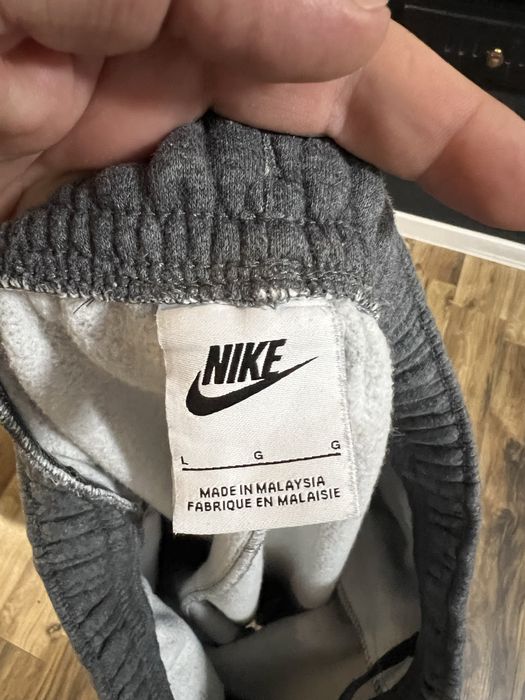 NIKE
L G G
MADE IN MALAYSIA
FABRIQUE EN MALAISIE